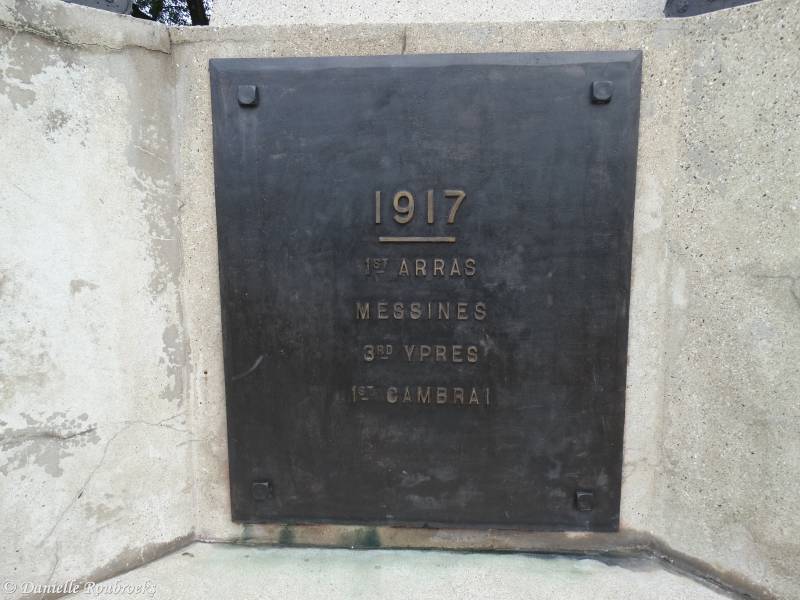 1917
1ST ARRAS
MESSINES
3RD YPRES
1ST CAMBRAI
© Danielle Roubroeks